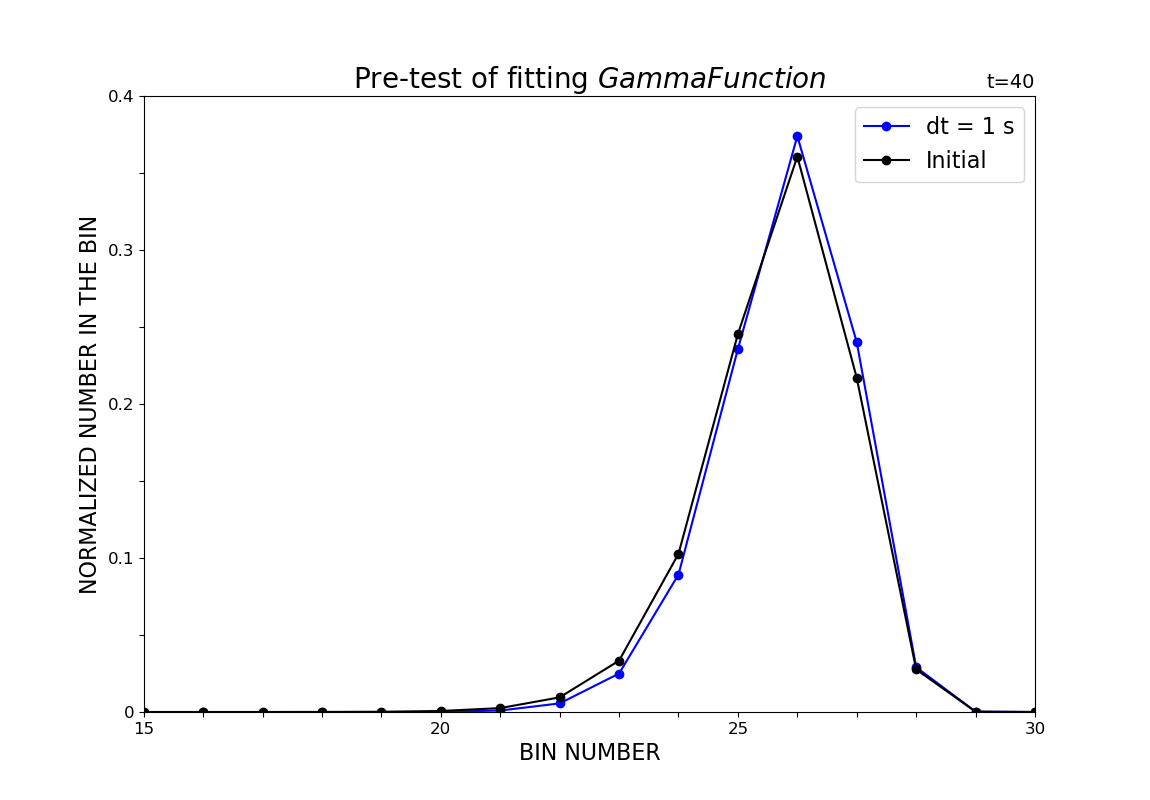 Pre-test of fitting GammaFunction
t=40
dt = 1 s
Initial
NORMALIZED NUMBER IN THE BIN
0.4
0.3
0.2
0.1
0
15
20
25
30
BIN NUMBER